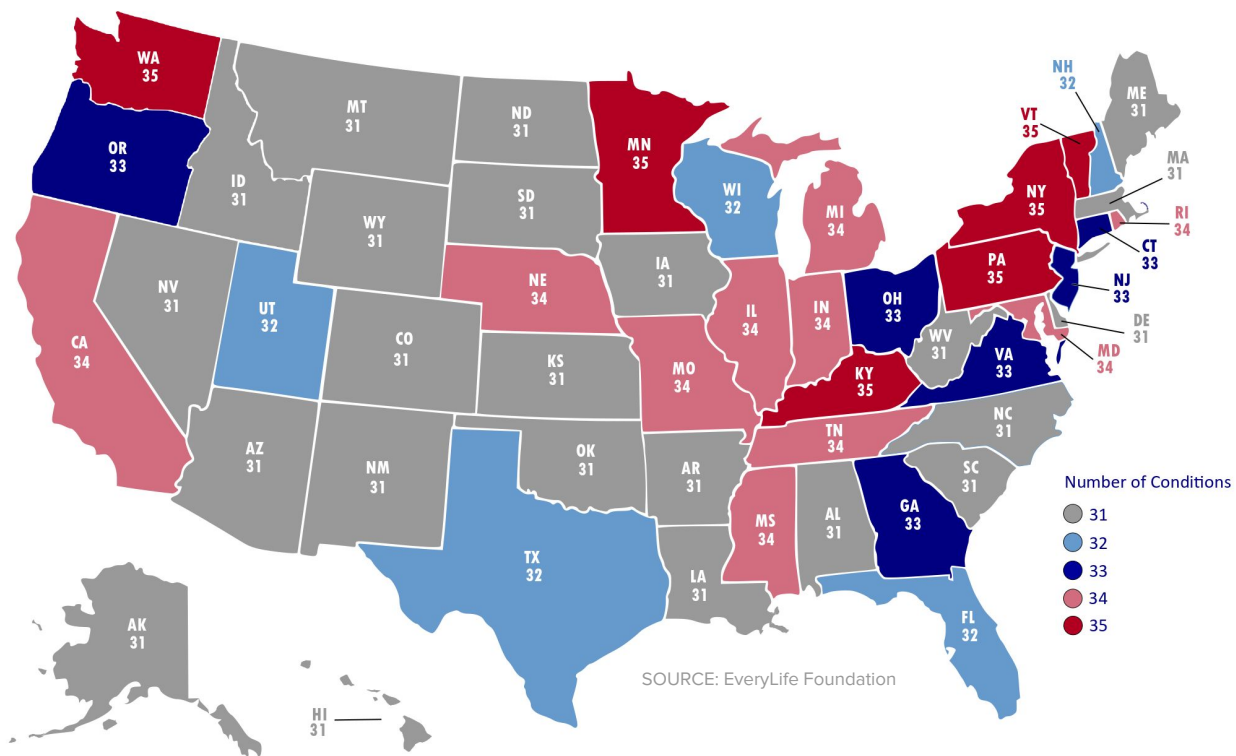 WA
35
OR
33
CA
34
NV
31
ID
31
MT
31
WY
31
UT
32
AZ
31
CO
31
NM
31
ND
31
SD
31
NE
34
KS
31
OK
31
TX
32
MN
35
IA
31
MO
34
AR
31
LA
31
WI
32
IL
34
MI
34
IN
34
OH
33
KY
35
TN
34
MS
34
AL
31
GA
33
FL
32
SC
31
NC
31
VA
33
WV
31
PA
35
NY
35
VT
35
NH
32
ME
31
MA
31
RI
34
CT
33
NJ
33
DE
31
MD
34
AK
31
HI
31
Number of Conditions
31
32
33
34
35
SOURCE: EveryLife Foundation